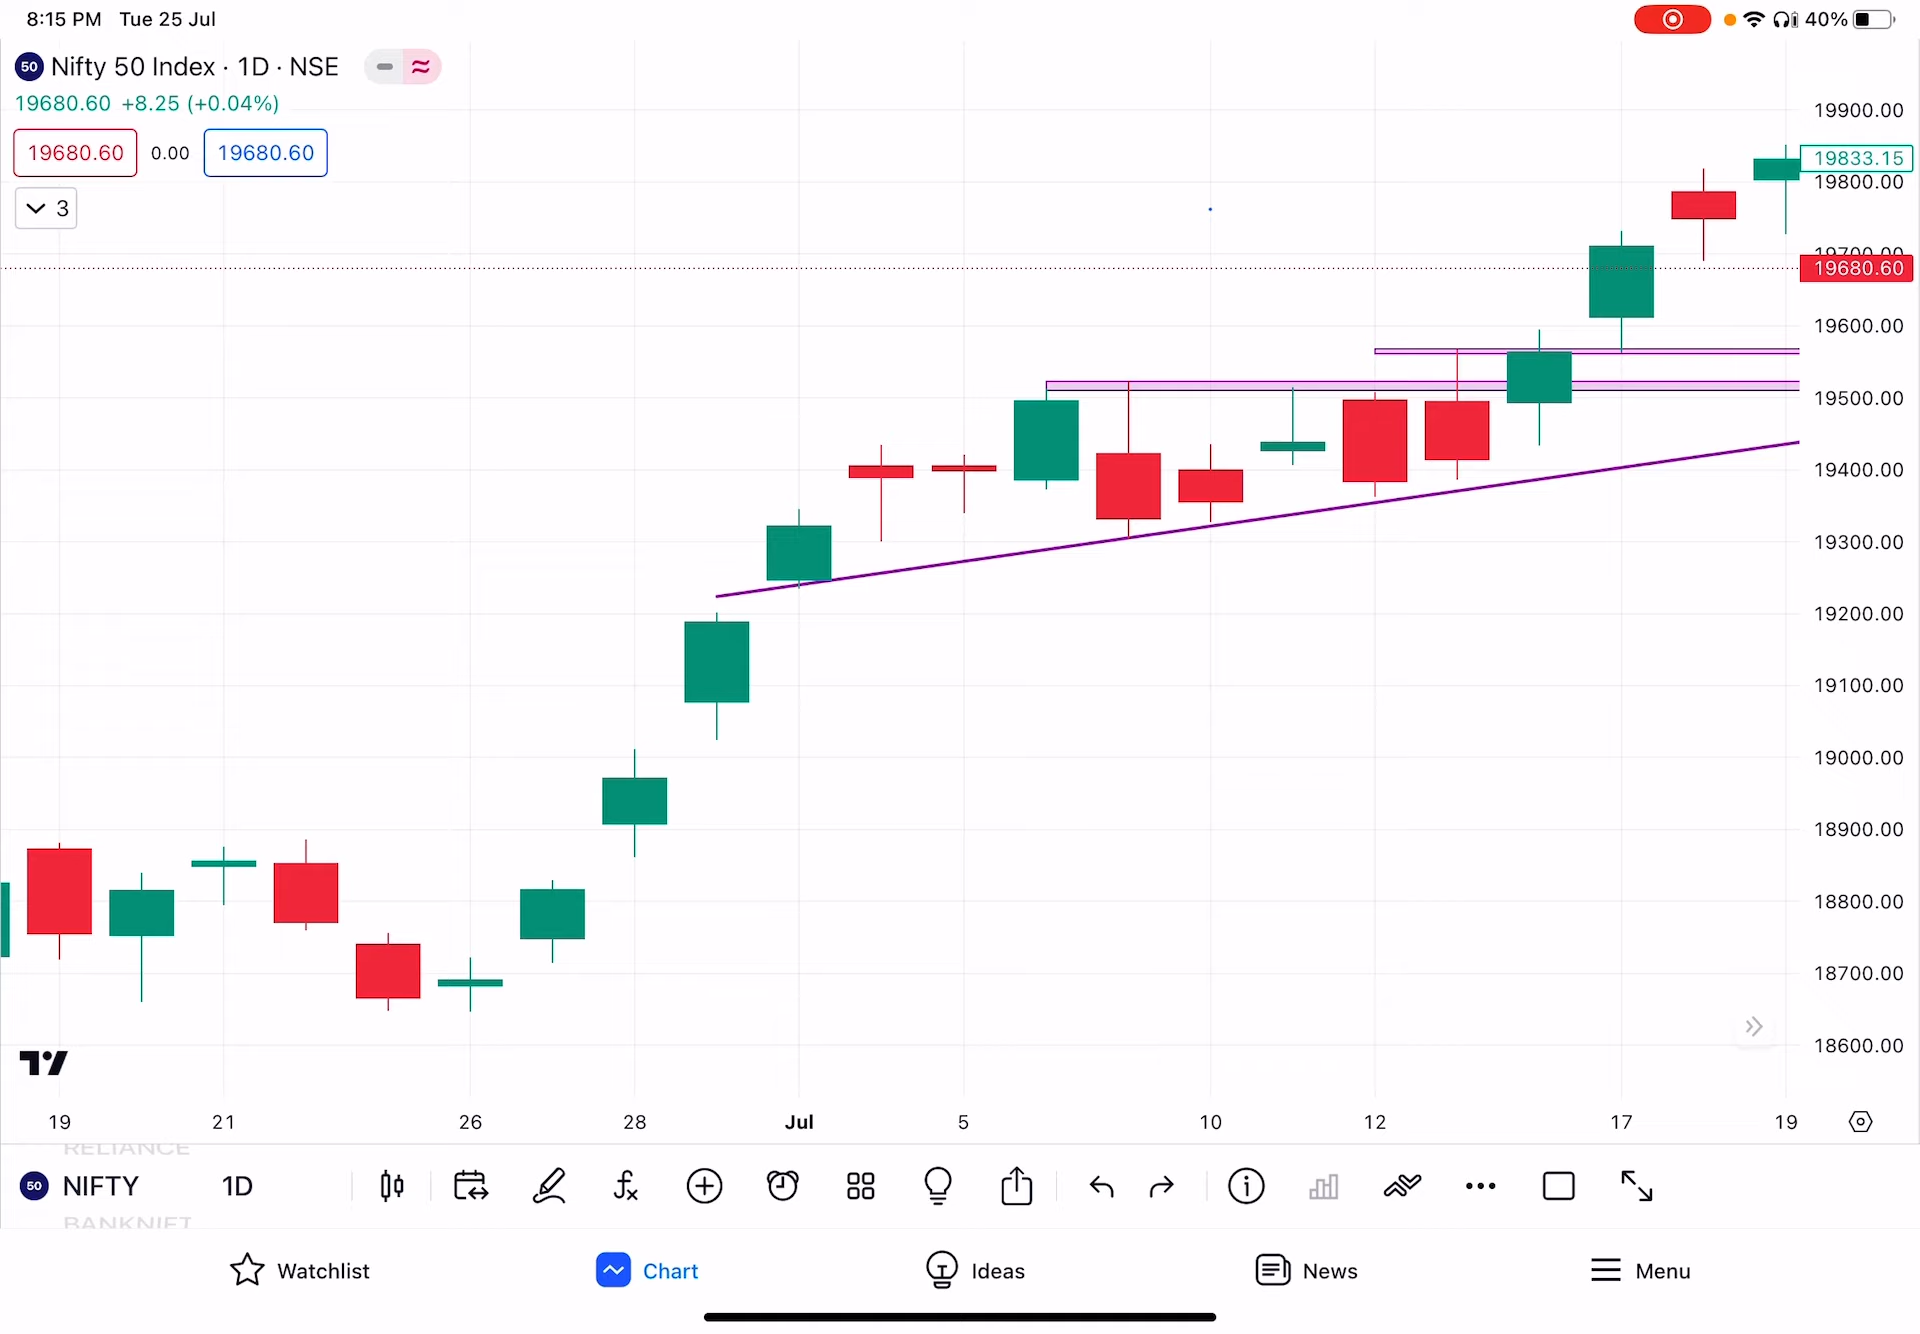 8:15 PM Tue 25 Jul 40%
50 Nifty 50 Index · 1D · NSE
19680.60 +8.25 (+0.04%)
19680.60 0.00 19680.60
3
19900.00
19833.15
19800.00
19700.00
19680.60
19600.00
19500.00
19400.00
19300.00
19200.00
19100.00
19000.00
18900.00
18800.00
18700.00
18600.00
19 21 26 28 Jul 5 10 12 17 19
RELIANCE
50 NIFTY 1D
BANKNIFT
Watchlist Chart Ideas News Menu